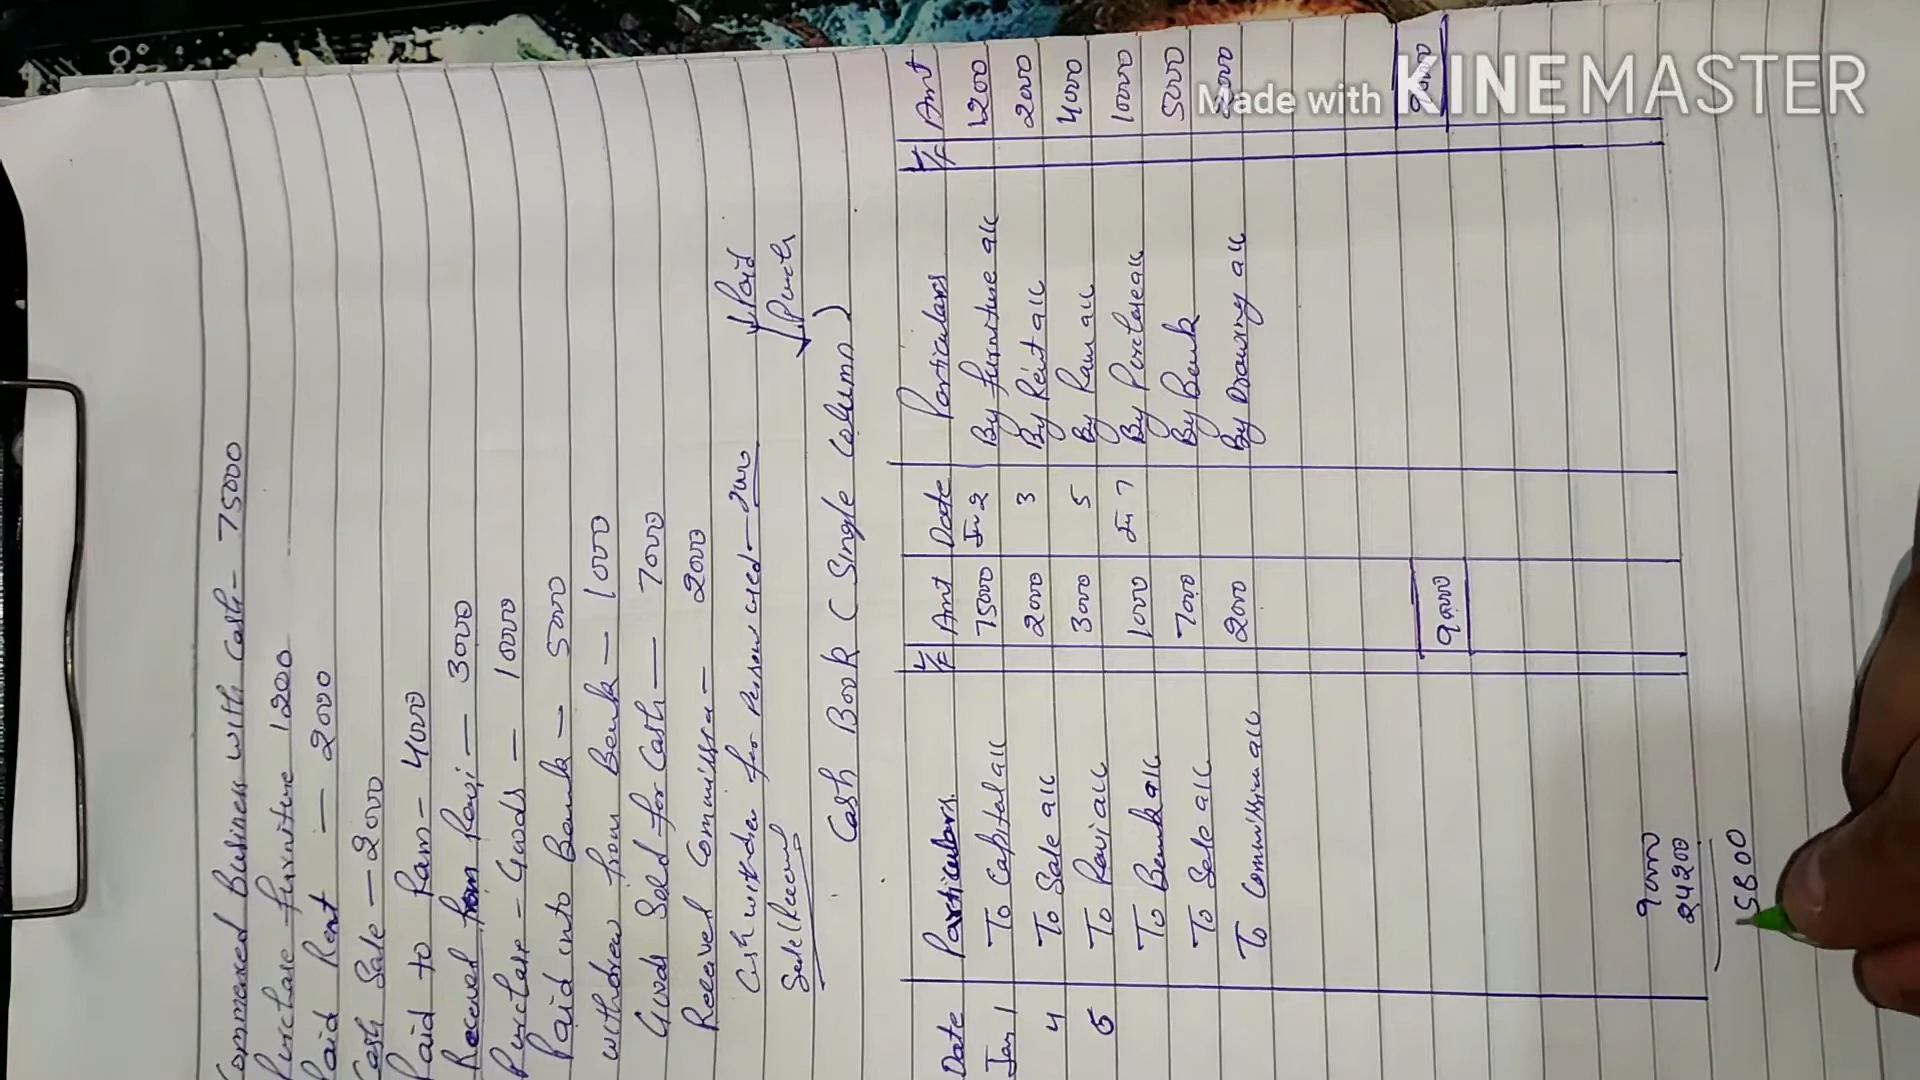 Commenced Business with Cash - 75000
Purchase furniture 1200
Paid Rent - 2000
Cash Sale - 2000
Paid to Ram - 4000
Received from Ravi - 3000
Purchase - Goods - 10000
Paid into Bank - 5000
withdrew from Bank - 1000
Goods Sold for Cash - 7000
Received Commission - 2000
Cash withdrew for Personal used - 2000
Paid
Sale
Cash Book (Single Column)
Date Particulars L/F Amt Date Particulars L/F Amt
Jan 1 To Capital a/c 75000 Jan 2 By furniture a/c 1200
4 To Sale a/c 2000 3 By Rent a/c 2000
5 To Ravi a/c 3000 5 By Ram a/c 4000
To Bank a/c 1000 Jan 7 By Purchase a/c 10000
To Sale a/c 7000 By Bank 5000
To Commission a/c 2000 By Drawing a/c 2000
90000 90000
90000
24200
5800
Made with KINEMASTER